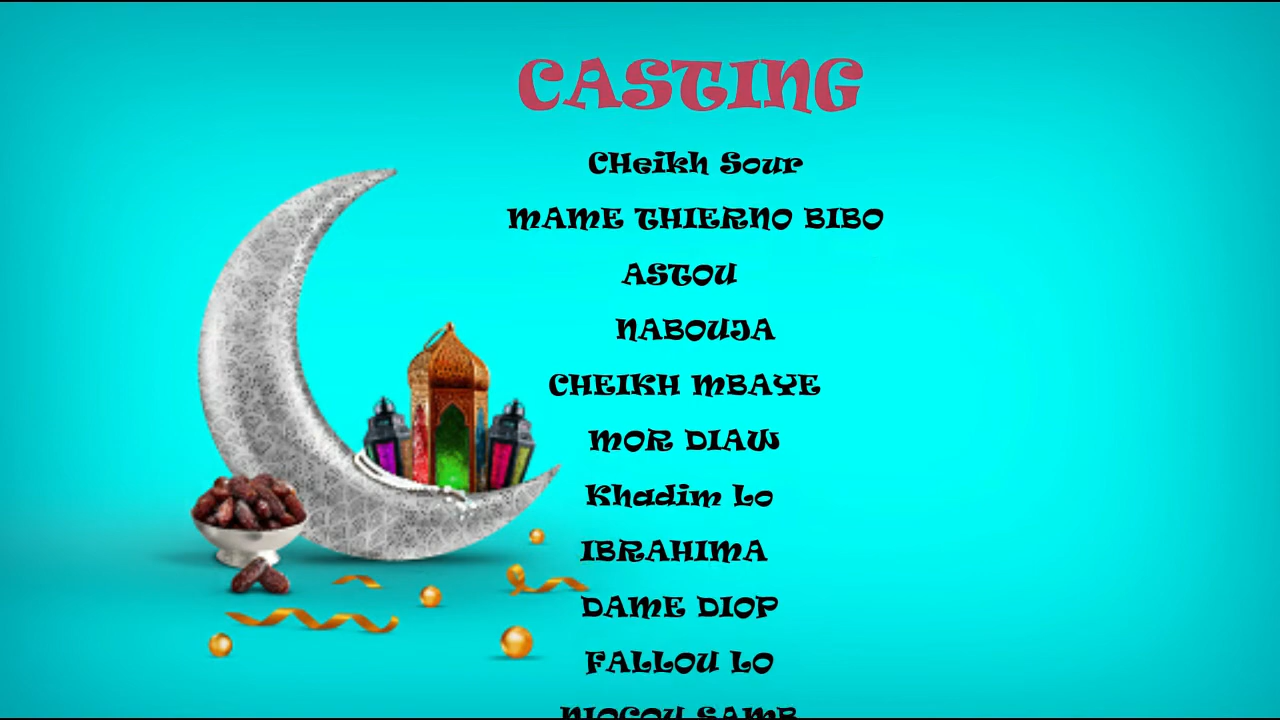 CASTING
CHeikh Sour
MAME THIERNO BIBO
ASTOU
NABOUJA
CHEIKH MBAYE
MOR DIAW
Khadim Lo
IBRAHIMA
DAME DIOP
FALLOU LO
SAMB